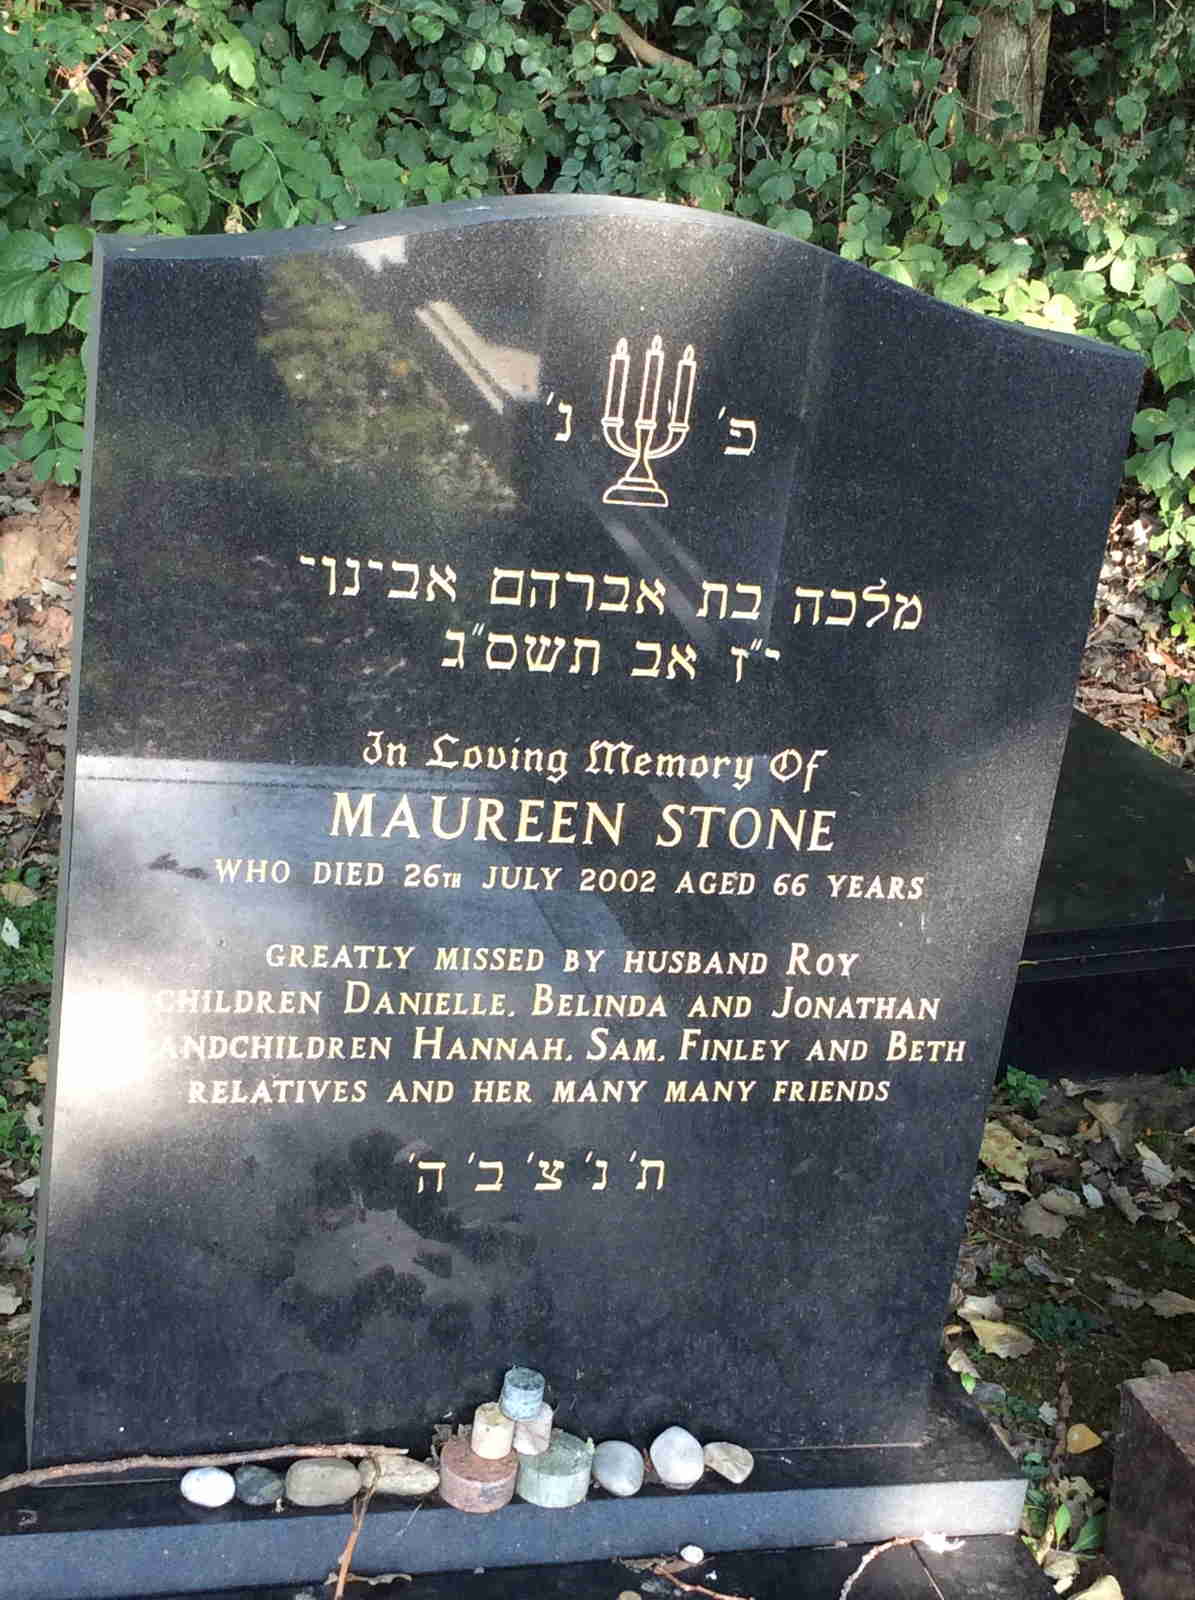 פ' נ'
מלכה בת אברהם אבינוי
י"ז אב תשס"ג
In Loving Memory Of
MAUREEN STONE
WHO DIED 26TH JULY 2002 AGED 66 YEARS
GREATLY MISSED BY HUSBAND ROY
CHILDREN DANIELLE, BELINDA AND JONATHAN
ANDCHILDREN HANNAH, SAM, FINLEY AND BETH
RELATIVES AND HER MANY MANY FRIENDS
ת' נ' צ' ב' ה'